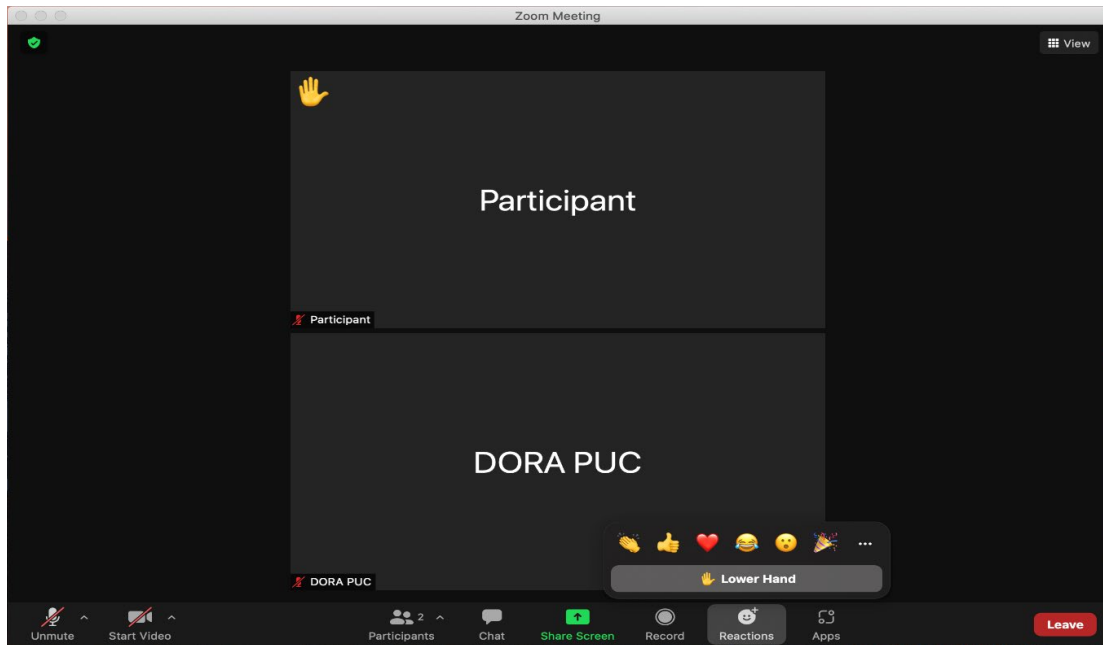 Zoom Meeting
View
Participant
Participant
DORA PUC
DORA PUC
Lower Hand
Unmute
Start Video
2
Participants
Chat
Share Screen
Record
Reactions
Apps
Leave